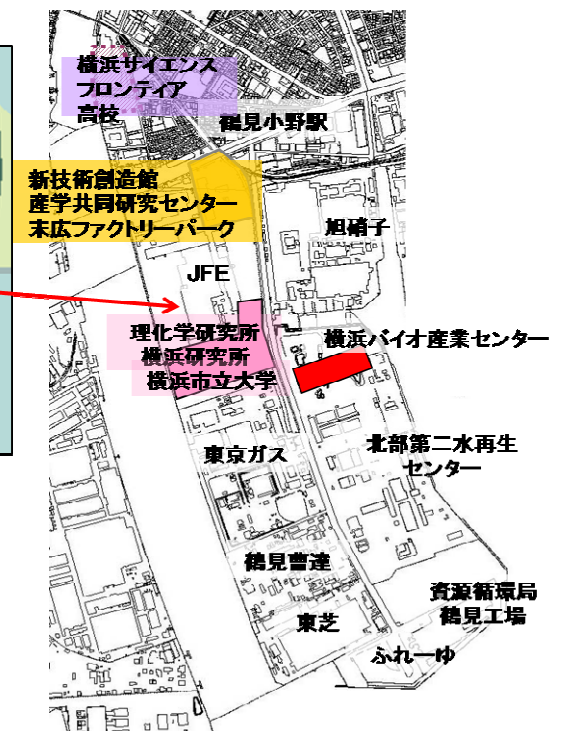 横浜サイエンス
フロンティア
高校
鶴見小野駅
新技術創造館
産学共同研究センター
末広ファクトリーパーク
旭硝子
JFE
理化学研究所
横浜研究所
横浜市立大学
横浜バイオ産業センター
東京ガス
北部第二水再生
センター
鶴見曹達
東芝
資源循環局
鶴見工場
ふれーゆ